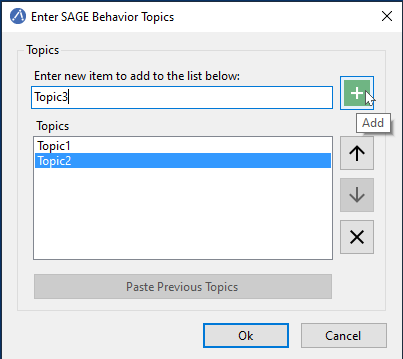 Enter SAGE Behavior Topics
Topics
Enter new item to add to the list below:
Topic3
Add
Topics
Topic1
Topic2
Paste Previous Topics
Ok
Cancel